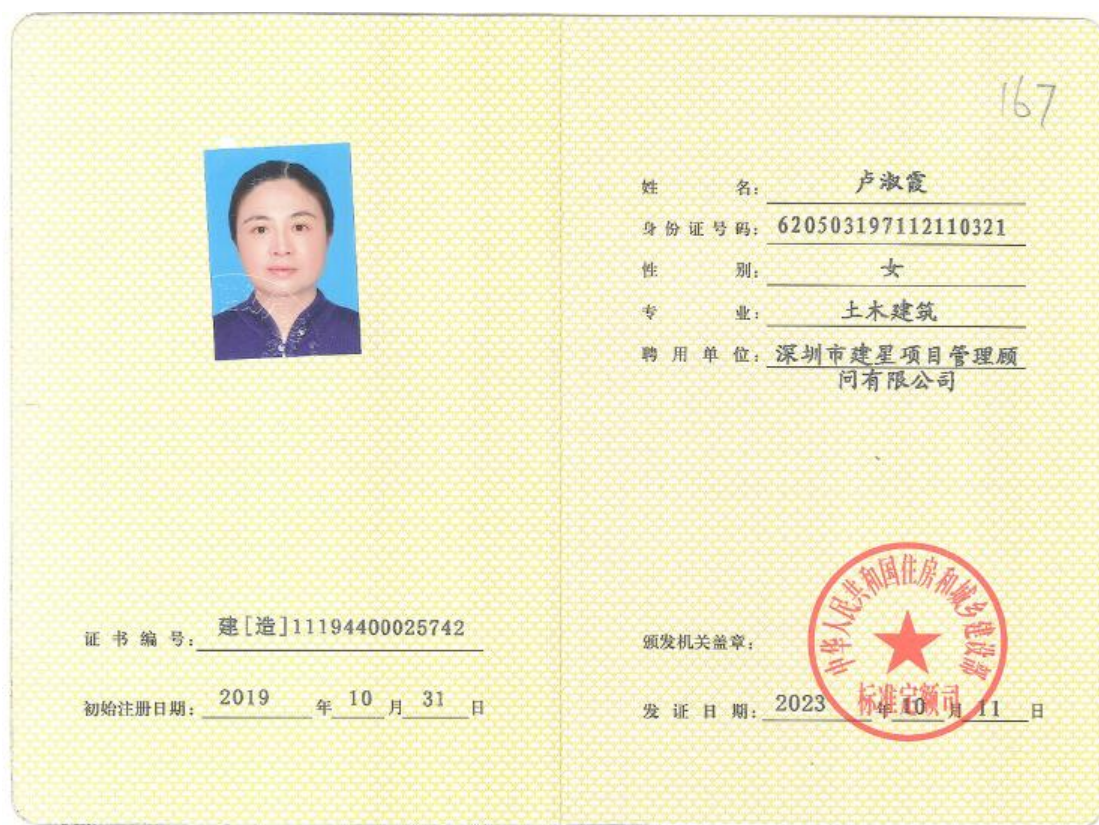 167
姓 名: 卢淑霞
身份证号码: 620503197112110321
性 别: 女
专 业: 土木建筑
聘用单位: 深圳市建星项目管理顾
问有限公司
证书编号: 建[造]11194400025742
初始注册日期: 2019 年 10 月 31 日
颁发机关盖章:
中华人民共和国住房和城乡建设部
标准定额司
发证日期: 2023 年 10 月 11 日